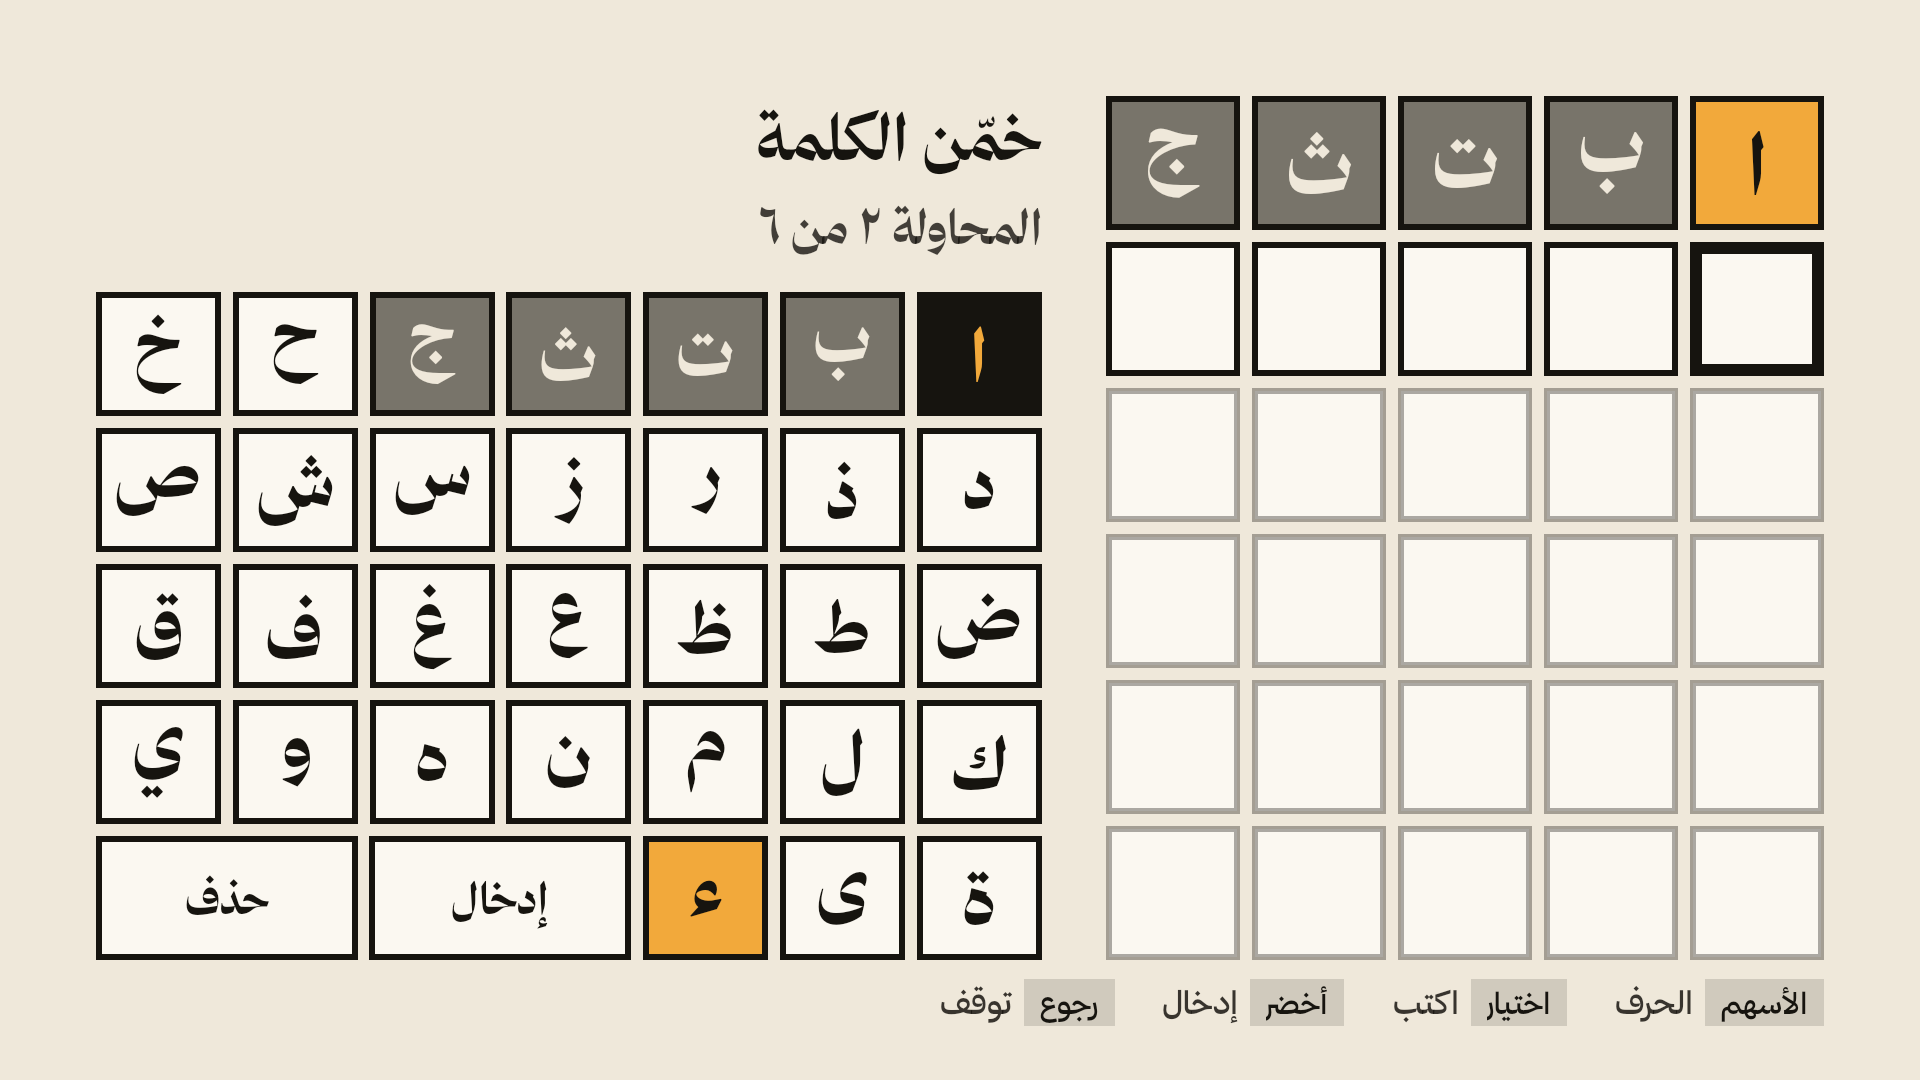 ا ب ت ث ج
خمّن الكلمة
المحاولة ٢ من ٦
ا ب ت ث ج ح خ
د ذ ر ز س ش ص
ض ط ظ ع غ ف ق
ك ل م ن ه و ي
ة ى ء إدخال حذف
الأسهم الحرف اختيار اكتب أخضر إدخال رجوع توقف